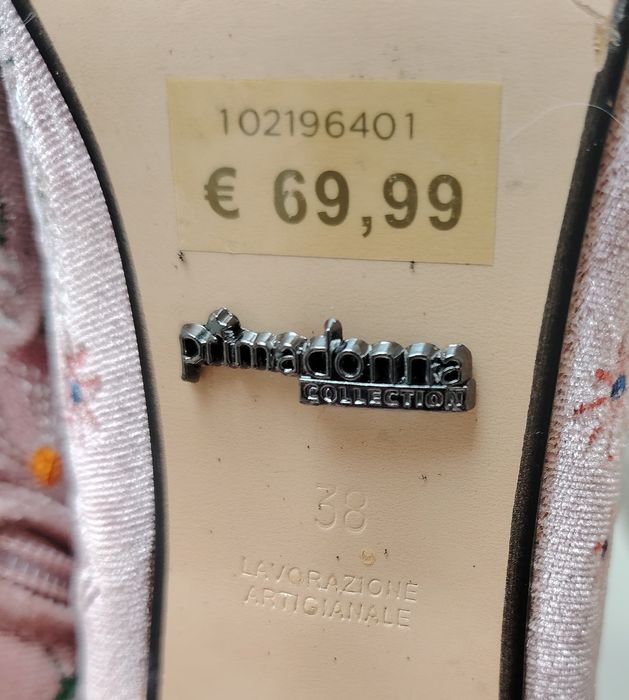 102196401
€ 69,99
primadonna
COLLECTION
38
LAVORAZIONE
ARTIGIANALE